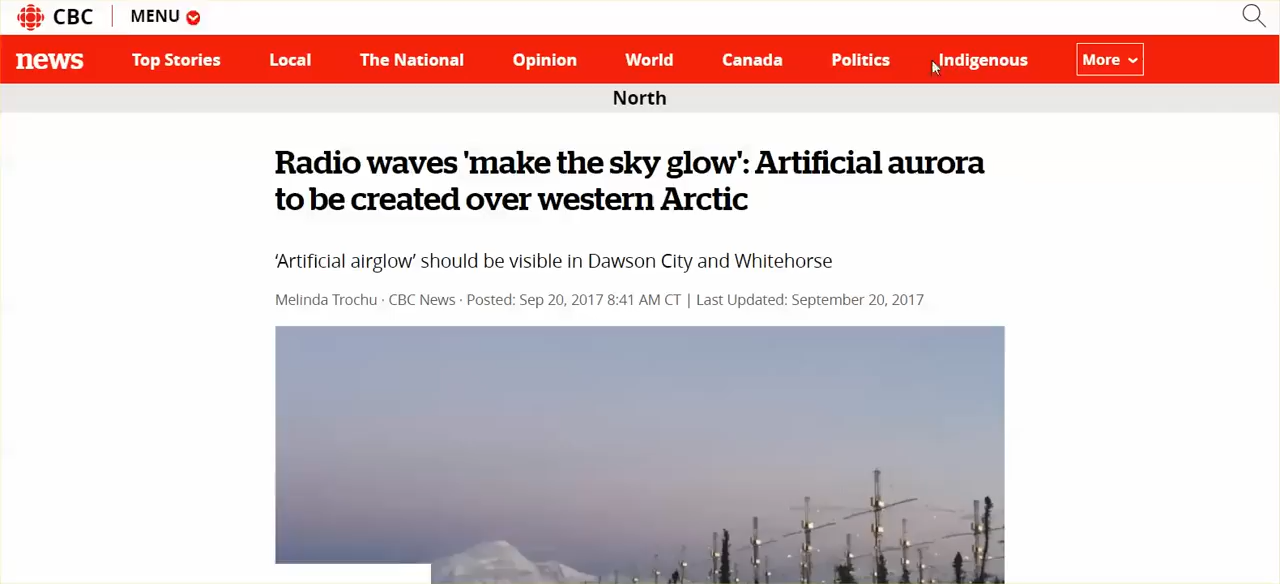 CBC MENU
news Top Stories Local The National Opinion World Canada Politics Indigenous More
North
Radio waves 'make the sky glow': Artificial aurora
to be created over western Arctic
‘Artificial airglow’ should be visible in Dawson City and Whitehorse
Melinda Trochu · CBC News · Posted: Sep 20, 2017 8:41 AM CT | Last Updated: September 20, 2017